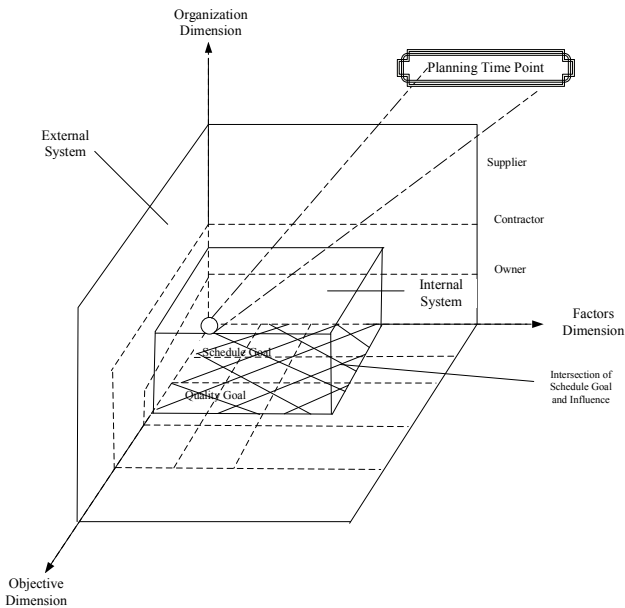 Organization
Dimension
Planning Time Point
External
System
Supplier
Contractor
Owner
Internal
System
Factors
Dimension
Schedule Goal
Intersection of
Schedule Goal
and Influence
Quality Goal
Objective
Dimension